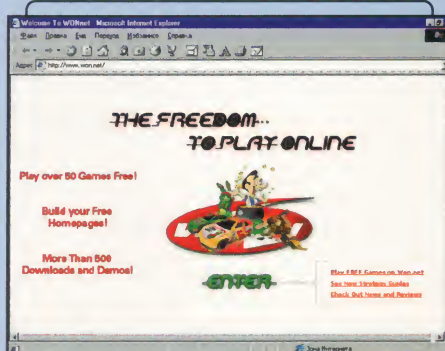 Welcome To WONnet - Microsoft Internet Explorer
Файл Правка Вид Переход Избранное Справка
Адрес http://www.won.net/
THE FREEDOM...
TO PLAY ONLINE
Play over 50 Games Free!
Build your Free
Homepages!
More Than 500
Downloads and Demos!
ENTER
Play FREE Games on Won.net
See New Strategy Guides
Check Out News and Reviews
Зона Интернета